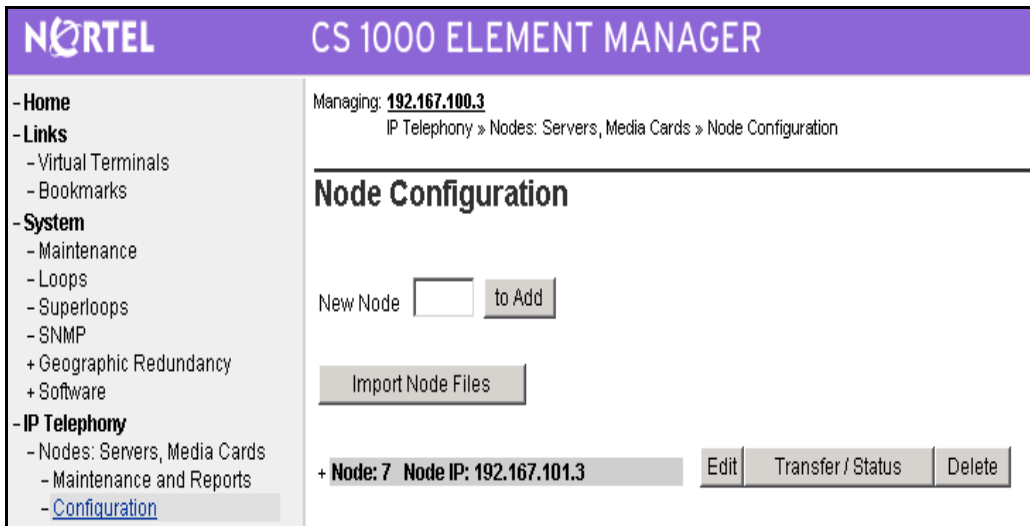 NORTEL
CS 1000 ELEMENT MANAGER
- Home
- Links
- Virtual Terminals
- Bookmarks
- System
- Maintenance
- Loops
- Superloops
- SNMP
+ Geographic Redundancy
+ Software
- IP Telephony
- Nodes: Servers, Media Cards
- Maintenance and Reports
- Configuration
Managing: 192.167.100.3
IP Telephony » Nodes: Servers, Media Cards » Node Configuration
Node Configuration
New Node to Add
Import Node Files
+ Node: 7 Node IP: 192.167.101.3 Edit Transfer / Status Delete